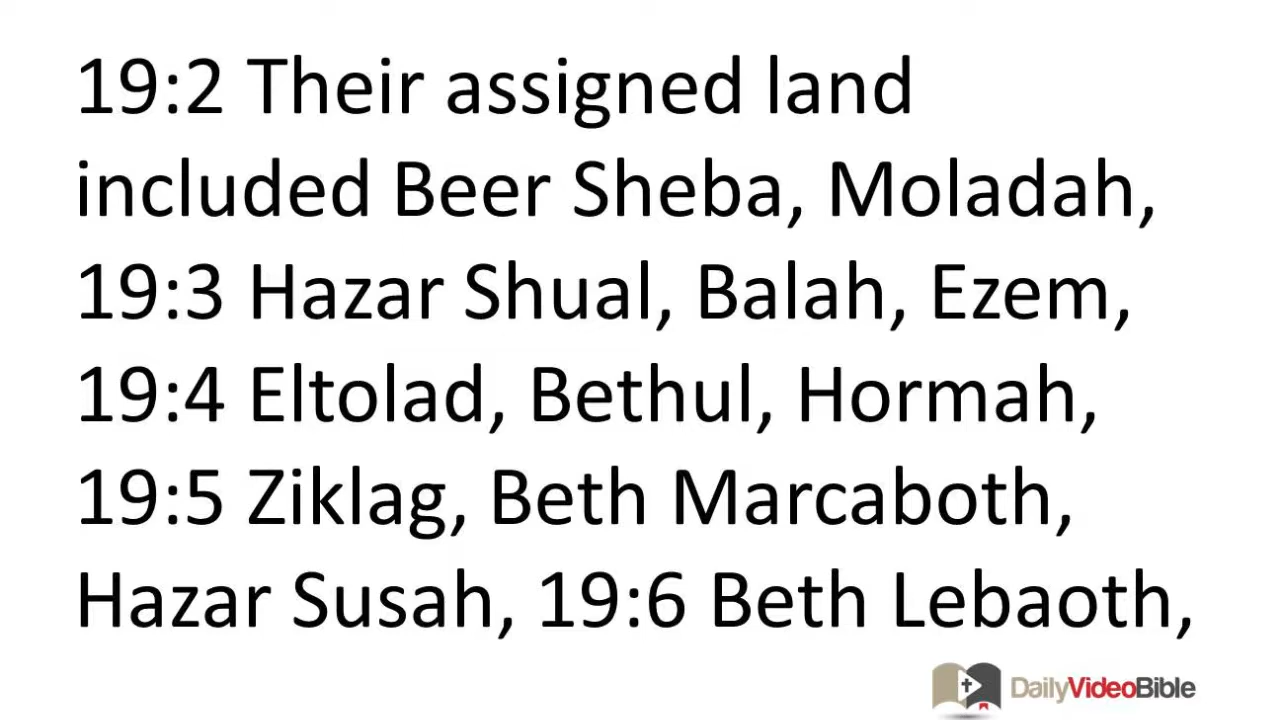 19:2 Their assigned land
included Beer Sheba, Moladah,
19:3 Hazar Shual, Balah, Ezem,
19:4 Eltolad, Bethul, Hormah,
19:5 Ziklag, Beth Marcaboth,
Hazar Susah, 19:6 Beth Lebaoth,
DailyVideoBible